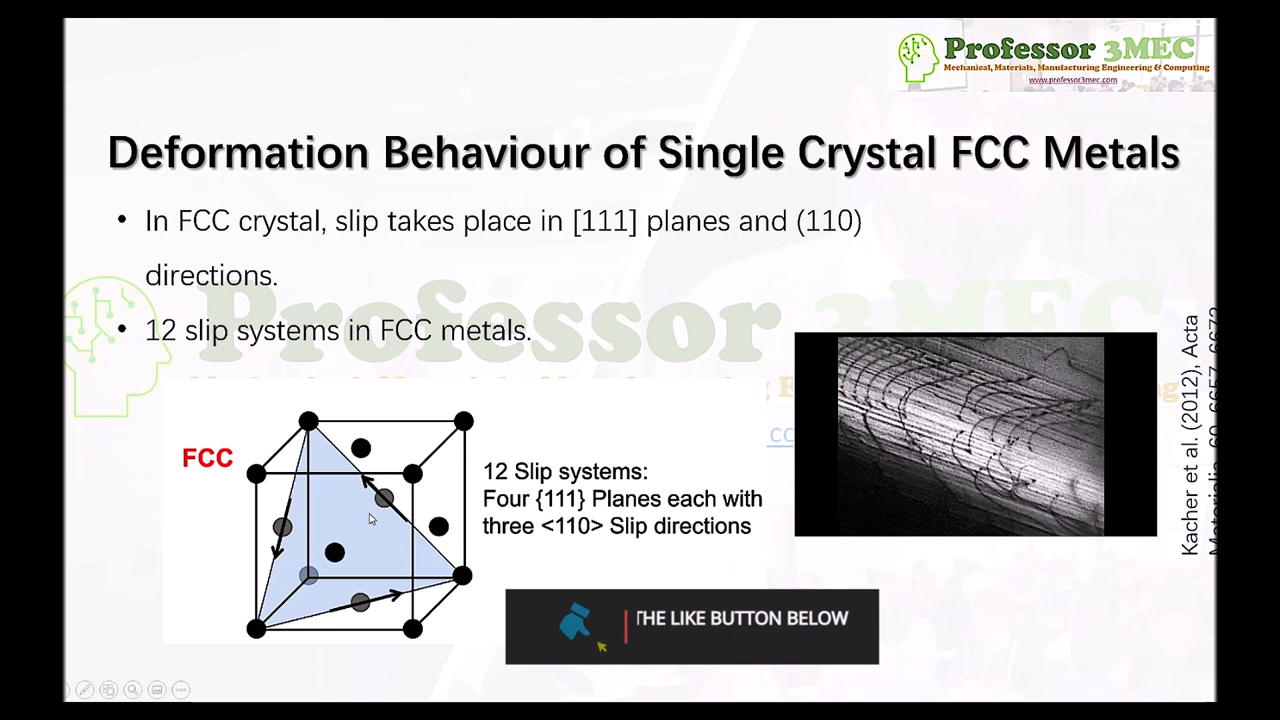 Professor 3MEC
Mechanical, Materials, Manufacturing Engineering & Computing
www.professor3mec.com
Deformation Behaviour of Single Crystal FCC Metals
• In FCC crystal, slip takes place in [111] planes and (110)
directions.
• 12 slip systems in FCC metals.
Professor 3MEC
FCC
12 Slip systems:
Four {111} Planes each with
three <110> Slip directions
Kacher et al. (2012), Acta
THE LIKE BUTTON BELOW